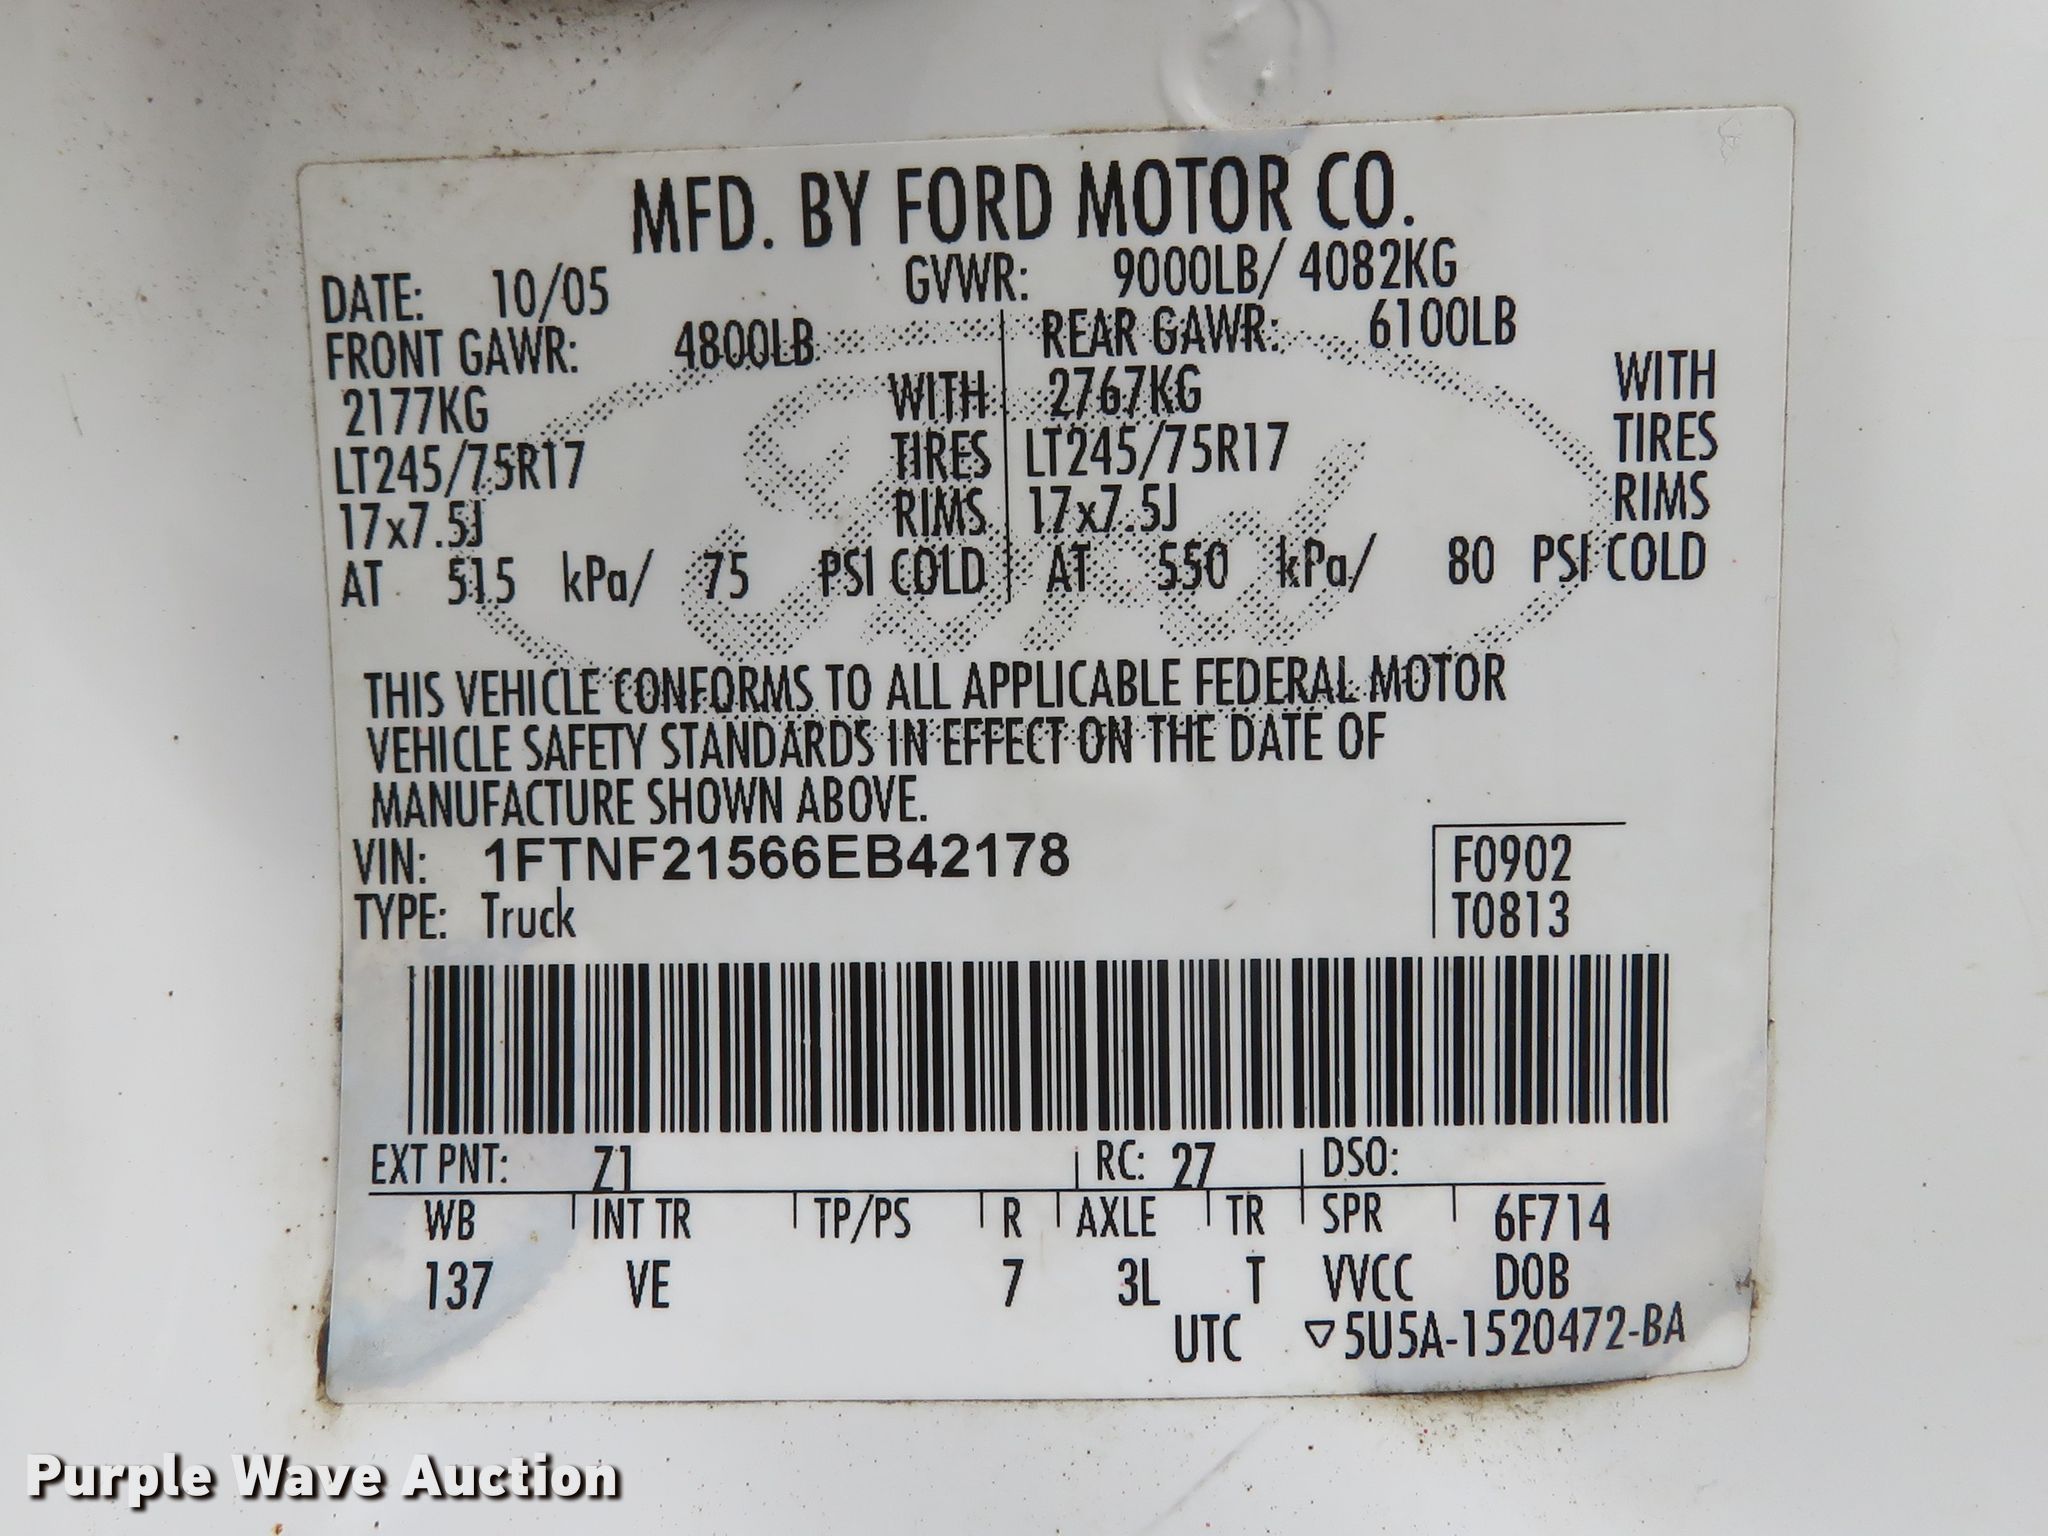 MFD. BY FORD MOTOR CO.
DATE: 10/05 GVWR: 9000LB/ 4082KG
FRONT GAWR: 4800LB REAR GAWR: 6100LB
2177KG WITH 2767KG WITH
LT245/75R17 TIRES LT245/75R17 TIRES
17x7.5J RIMS 17x7.5J RIMS
AT 515 kPa/ 75 PSI COLD AT 550 kPa/ 80 PSI COLD
Ford
THIS VEHICLE CONFORMS TO ALL APPLICABLE FEDERAL MOTOR
VEHICLE SAFETY STANDARDS IN EFFECT ON THE DATE OF
MANUFACTURE SHOWN ABOVE.
VIN: 1FTNF21566EB42178 F0902
TYPE: Truck T0813
EXT PNT: Z1 RC: 27 DSO:
WB INT TR TP/PS R AXLE TR SPR 6F714
137 VE 7 3L T VVCC DOB
UTC ▽5U5A-1520472-BA
Purple Wave Auction